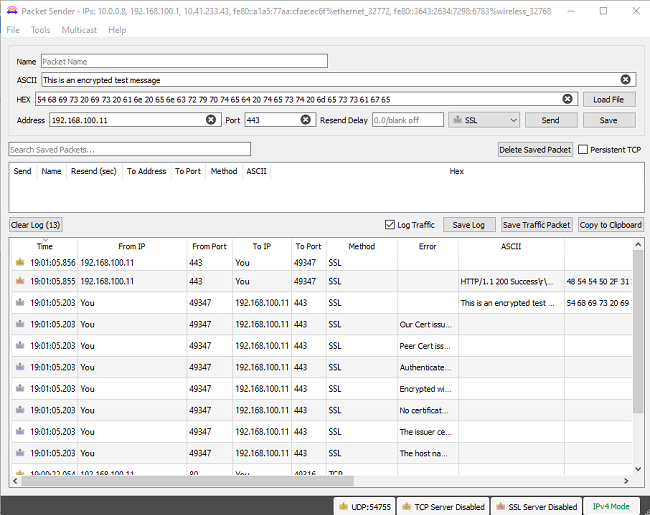 Packet Sender - IPs: 10.0.0.8, 192.168.100.1, 10.41.233.43, fe80::a1a5:77aa:cfae:ec6f%ethernet_32772, fe80::3643:2634:7298:6783%wireless_32768
File Tools Multicast Help
Name Packet Name
ASCII This is an encrypted test message
HEX 54 68 69 73 20 69 73 20 61 6e 20 65 6e 63 72 79 70 74 65 64 20 74 65 73 74 20 6d 65 73 73 61 67 65 Load File
Address 192.168.100.11 Port 443 Resend Delay 0.0/blank off SSL Send Save
Search Saved Packets... Delete Saved Packet Persistent TCP
Send Name Resend (sec) To Address To Port Method ASCII Hex
Clear Log (13) Log Traffic Save Log Save Traffic Packet Copy to Clipboard
Time From IP From Port To IP To Port Method Error ASCII
19:01:05.856 192.168.100.11 443 You 49347 SSL
19:01:05.855 192.168.100.11 443 You 49347 SSL HTTP/1.1 200 Success\r\... 48 54 54 50 2F 31
19:01:05.203 You 49347 192.168.100.11 443 SSL This is an encrypted test ... 54 68 69 73 20 69
19:01:05.203 You 49347 192.168.100.11 443 SSL Our Cert issu...
19:01:05.203 You 49347 192.168.100.11 443 SSL Peer Cert iss...
19:01:05.203 You 49347 192.168.100.11 443 SSL Authenticate...
19:01:05.203 You 49347 192.168.100.11 443 SSL Encrypted wi...
19:01:05.203 You 49347 192.168.100.11 443 SSL No certificat...
19:01:05.203 You 49347 192.168.100.11 443 SSL The issuer ce...
19:01:05.203 You 49347 192.168.100.11 443 SSL The host na...
19:00:22.054 192.168.100.11 80 You 49316 TCP
UDP:54755 TCP Server Disabled SSL Server Disabled IPv4 Mode